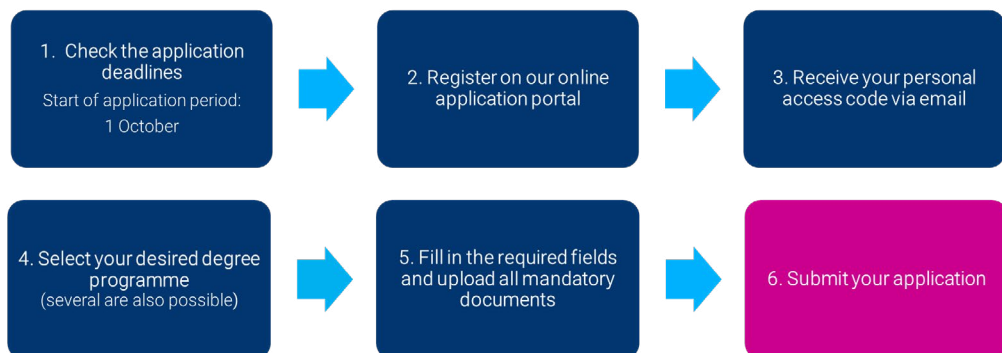 1. Check the application
deadlines
Start of application period:
1 October
2. Register on our online
application portal
3. Receive your personal
access code via email
4. Select your desired degree
programme
(several are also possible)
5. Fill in the required fields
and upload all mandatory
documents
6. Submit your application